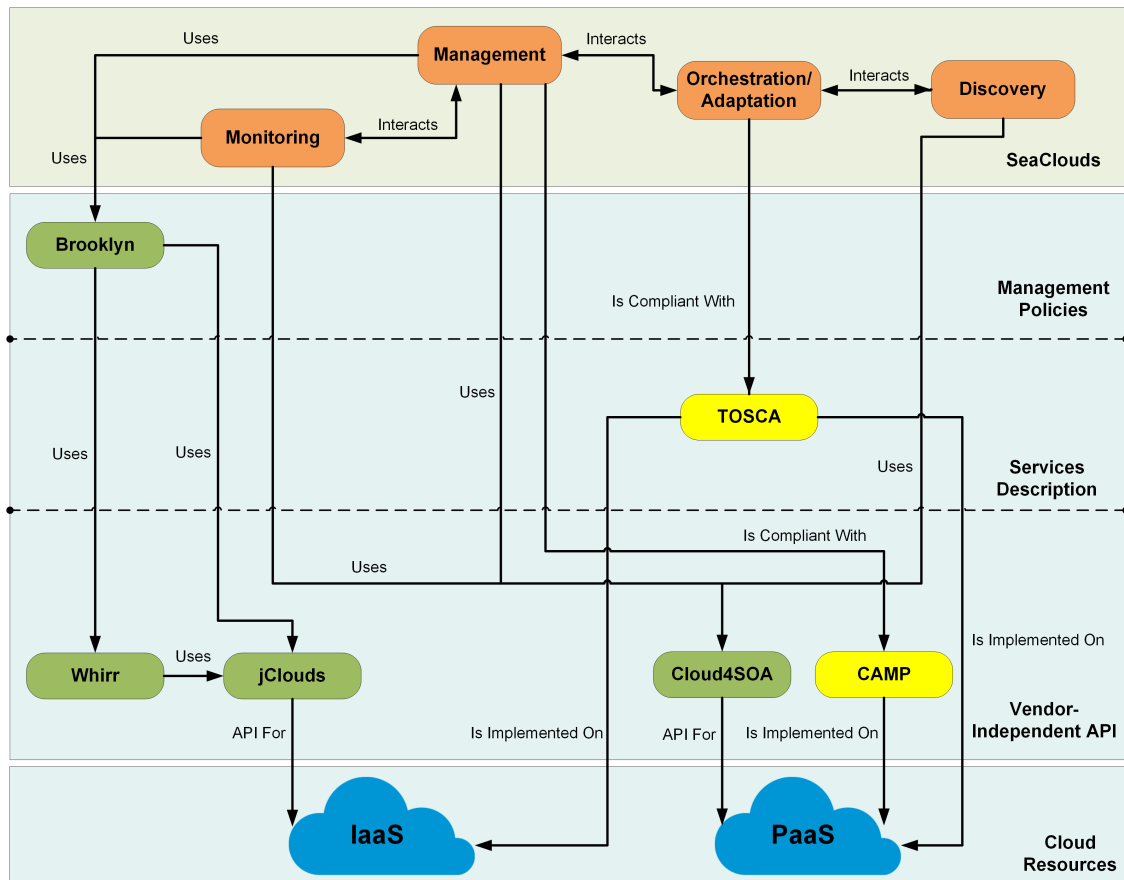 Uses
Management
Interacts
Orchestration/
Adaptation
Interacts
Discovery
Monitoring
Interacts
Uses
SeaClouds
Brooklyn
Is Compliant With
Management
Policies
Uses
TOSCA
Uses
Uses
Uses
Services
Description
Is Compliant With
Uses
Is Implemented On
Whirr
Uses
jClouds
Cloud4SOA
CAMP
API For
Is Implemented On
API For
Is Implemented On
Vendor-
Independent API
IaaS
PaaS
Cloud
Resources